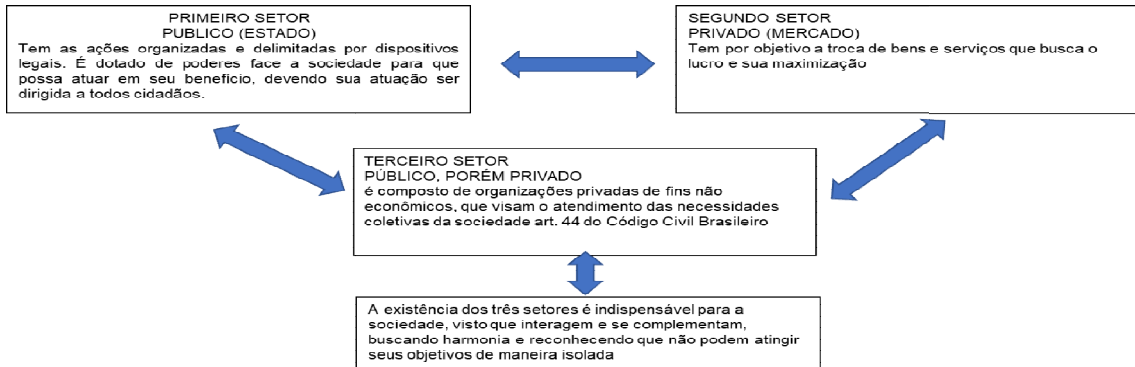 PRIMEIRO SETOR
PUBLICO (ESTADO)
Tem as ações organizadas e delimitadas por dispositivos
legais. É dotado de poderes face a sociedade para que
possa atuar em seu benefício, devendo sua atuação ser
dirigida a todos cidadãos.
SEGUNDO SETOR
PRIVADO (MERCADO)
Tem por objetivo a troca de bens e serviços que busca o
lucro e sua maximização
TERCEIRO SETOR
PÚBLICO, PORÉM PRIVADO
é composto de organizações privadas de fins não
econômicos, que visam o atendimento das necessidades
coletivas da sociedade art. 44 do Código Civil Brasileiro
A existência dos três setores é indispensável para a
sociedade, visto que interagem e se complementam,
buscando harmonia e reconhecendo que não podem atingir
seus objetivos de maneira isolada